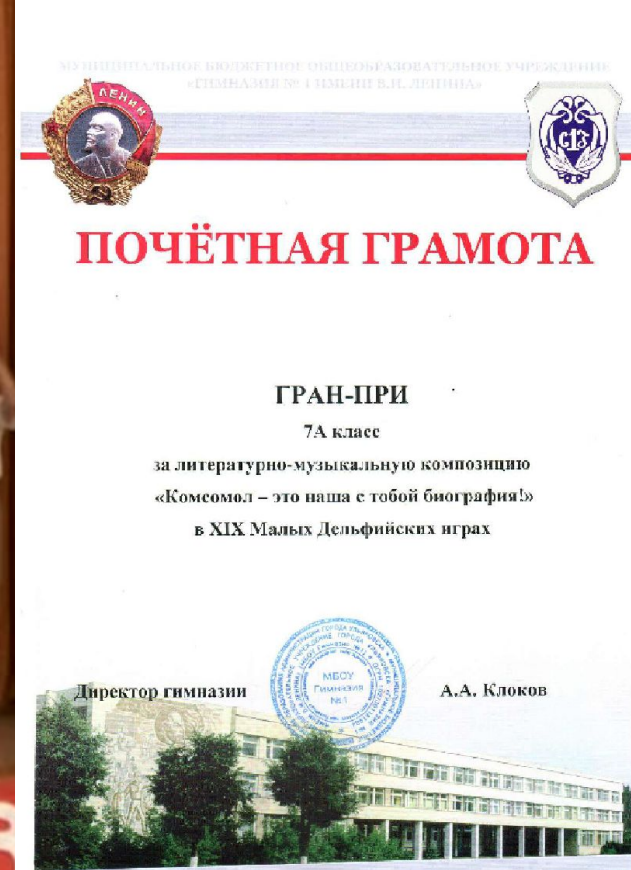 МУНИЦИПАЛЬНОЕ БЮДЖЕТНОЕ ОБЩЕОБРАЗОВАТЕЛЬНОЕ УЧРЕЖДЕНИЕ
«ГИМНАЗИЯ № 1 ИМЕНИ В.И. ЛЕНИНА»
ЛЕНИН
СГ
ПОЧЁТНАЯ ГРАМОТА
ГРАН-ПРИ
7А класс
за литературно-музыкальную композицию
«Комсомол – это наша с тобой биография!»
в XIX Малых Дельфийских играх
МБОУ
Гимназия
№1
Директор гимназии А.А. Клоков